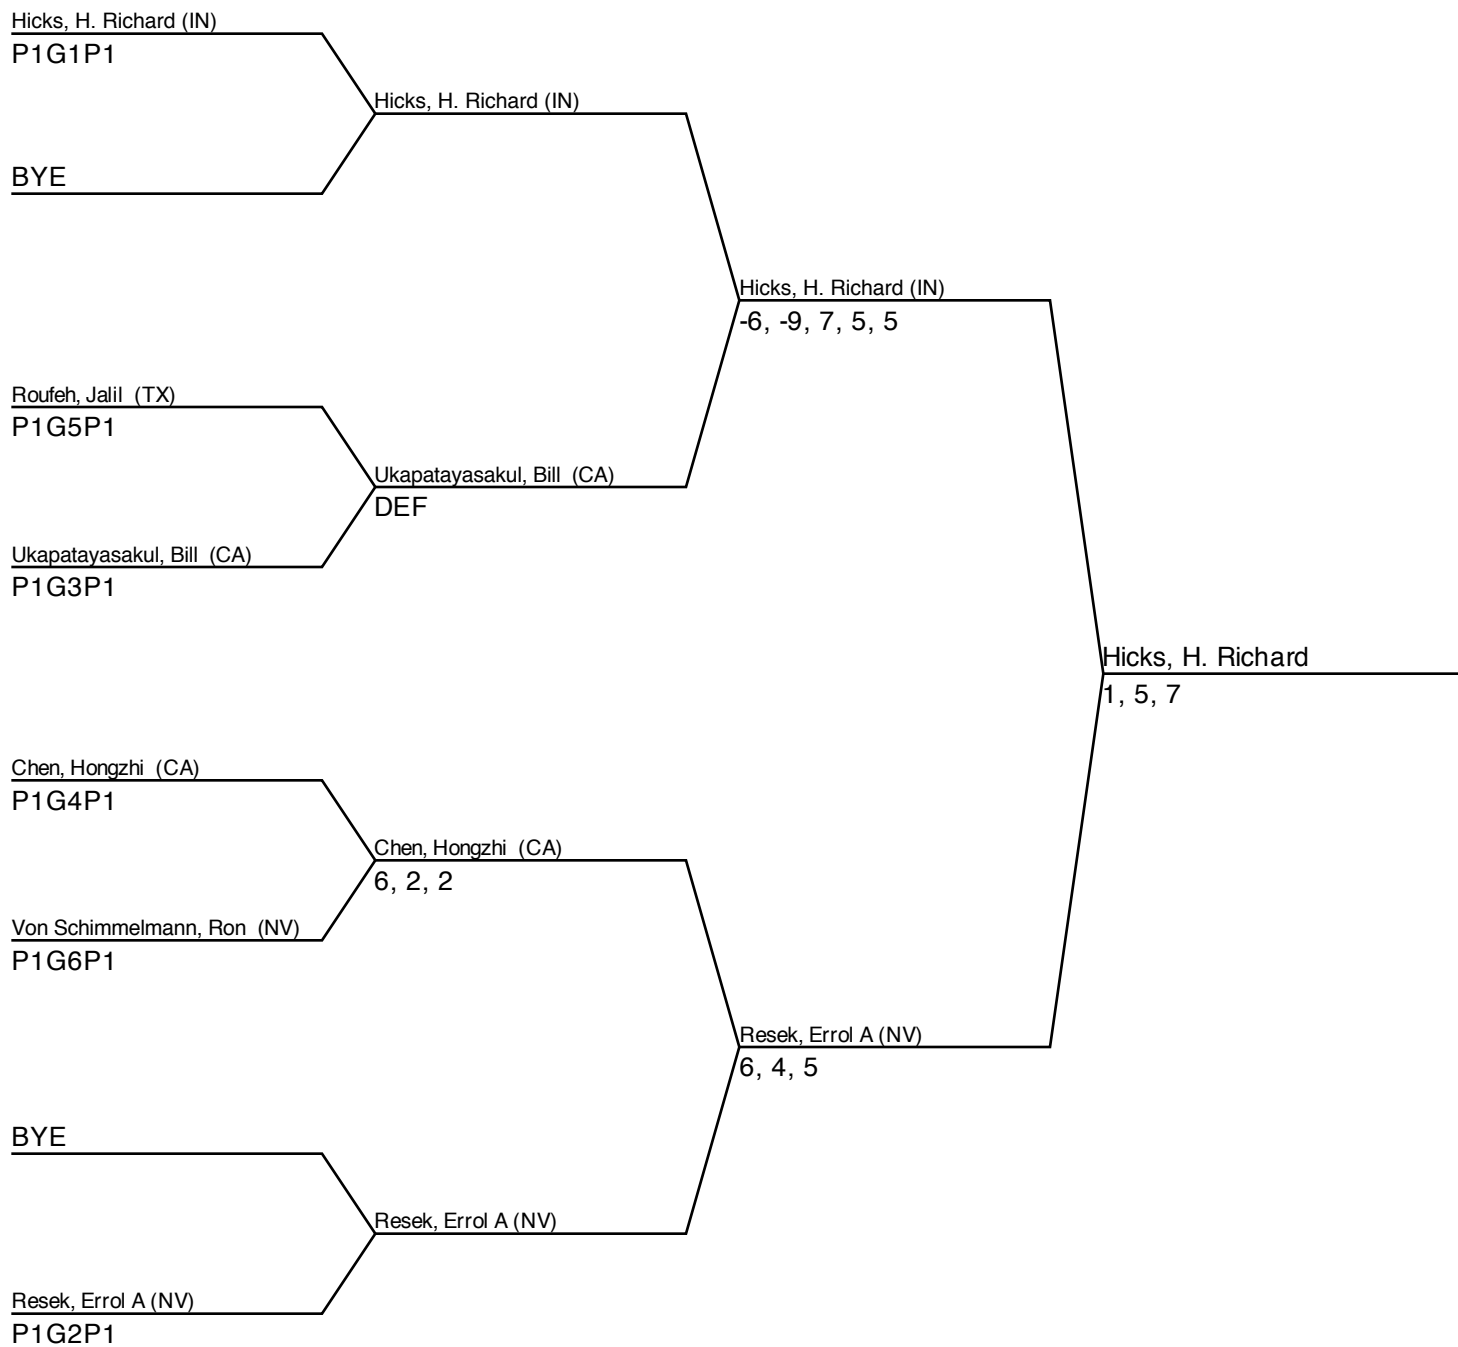 Hicks, H. Richard (IN)
P1G1P1
Hicks, H. Richard (IN)
BYE
Hicks, H. Richard (IN)
-6, -9, 7, 5, 5
Roufeh, Jalil (TX)
P1G5P1
Ukapatayasakul, Bill (CA)
DEF
Ukapatayasakul, Bill (CA)
P1G3P1
Hicks, H. Richard
1, 5, 7
Chen, Hongzhi (CA)
P1G4P1
Chen, Hongzhi (CA)
6, 2, 2
Von Schimmelmann, Ron (NV)
P1G6P1
Resek, Errol A (NV)
6, 4, 5
BYE
Resek, Errol A (NV)
Resek, Errol A (NV)
P1G2P1